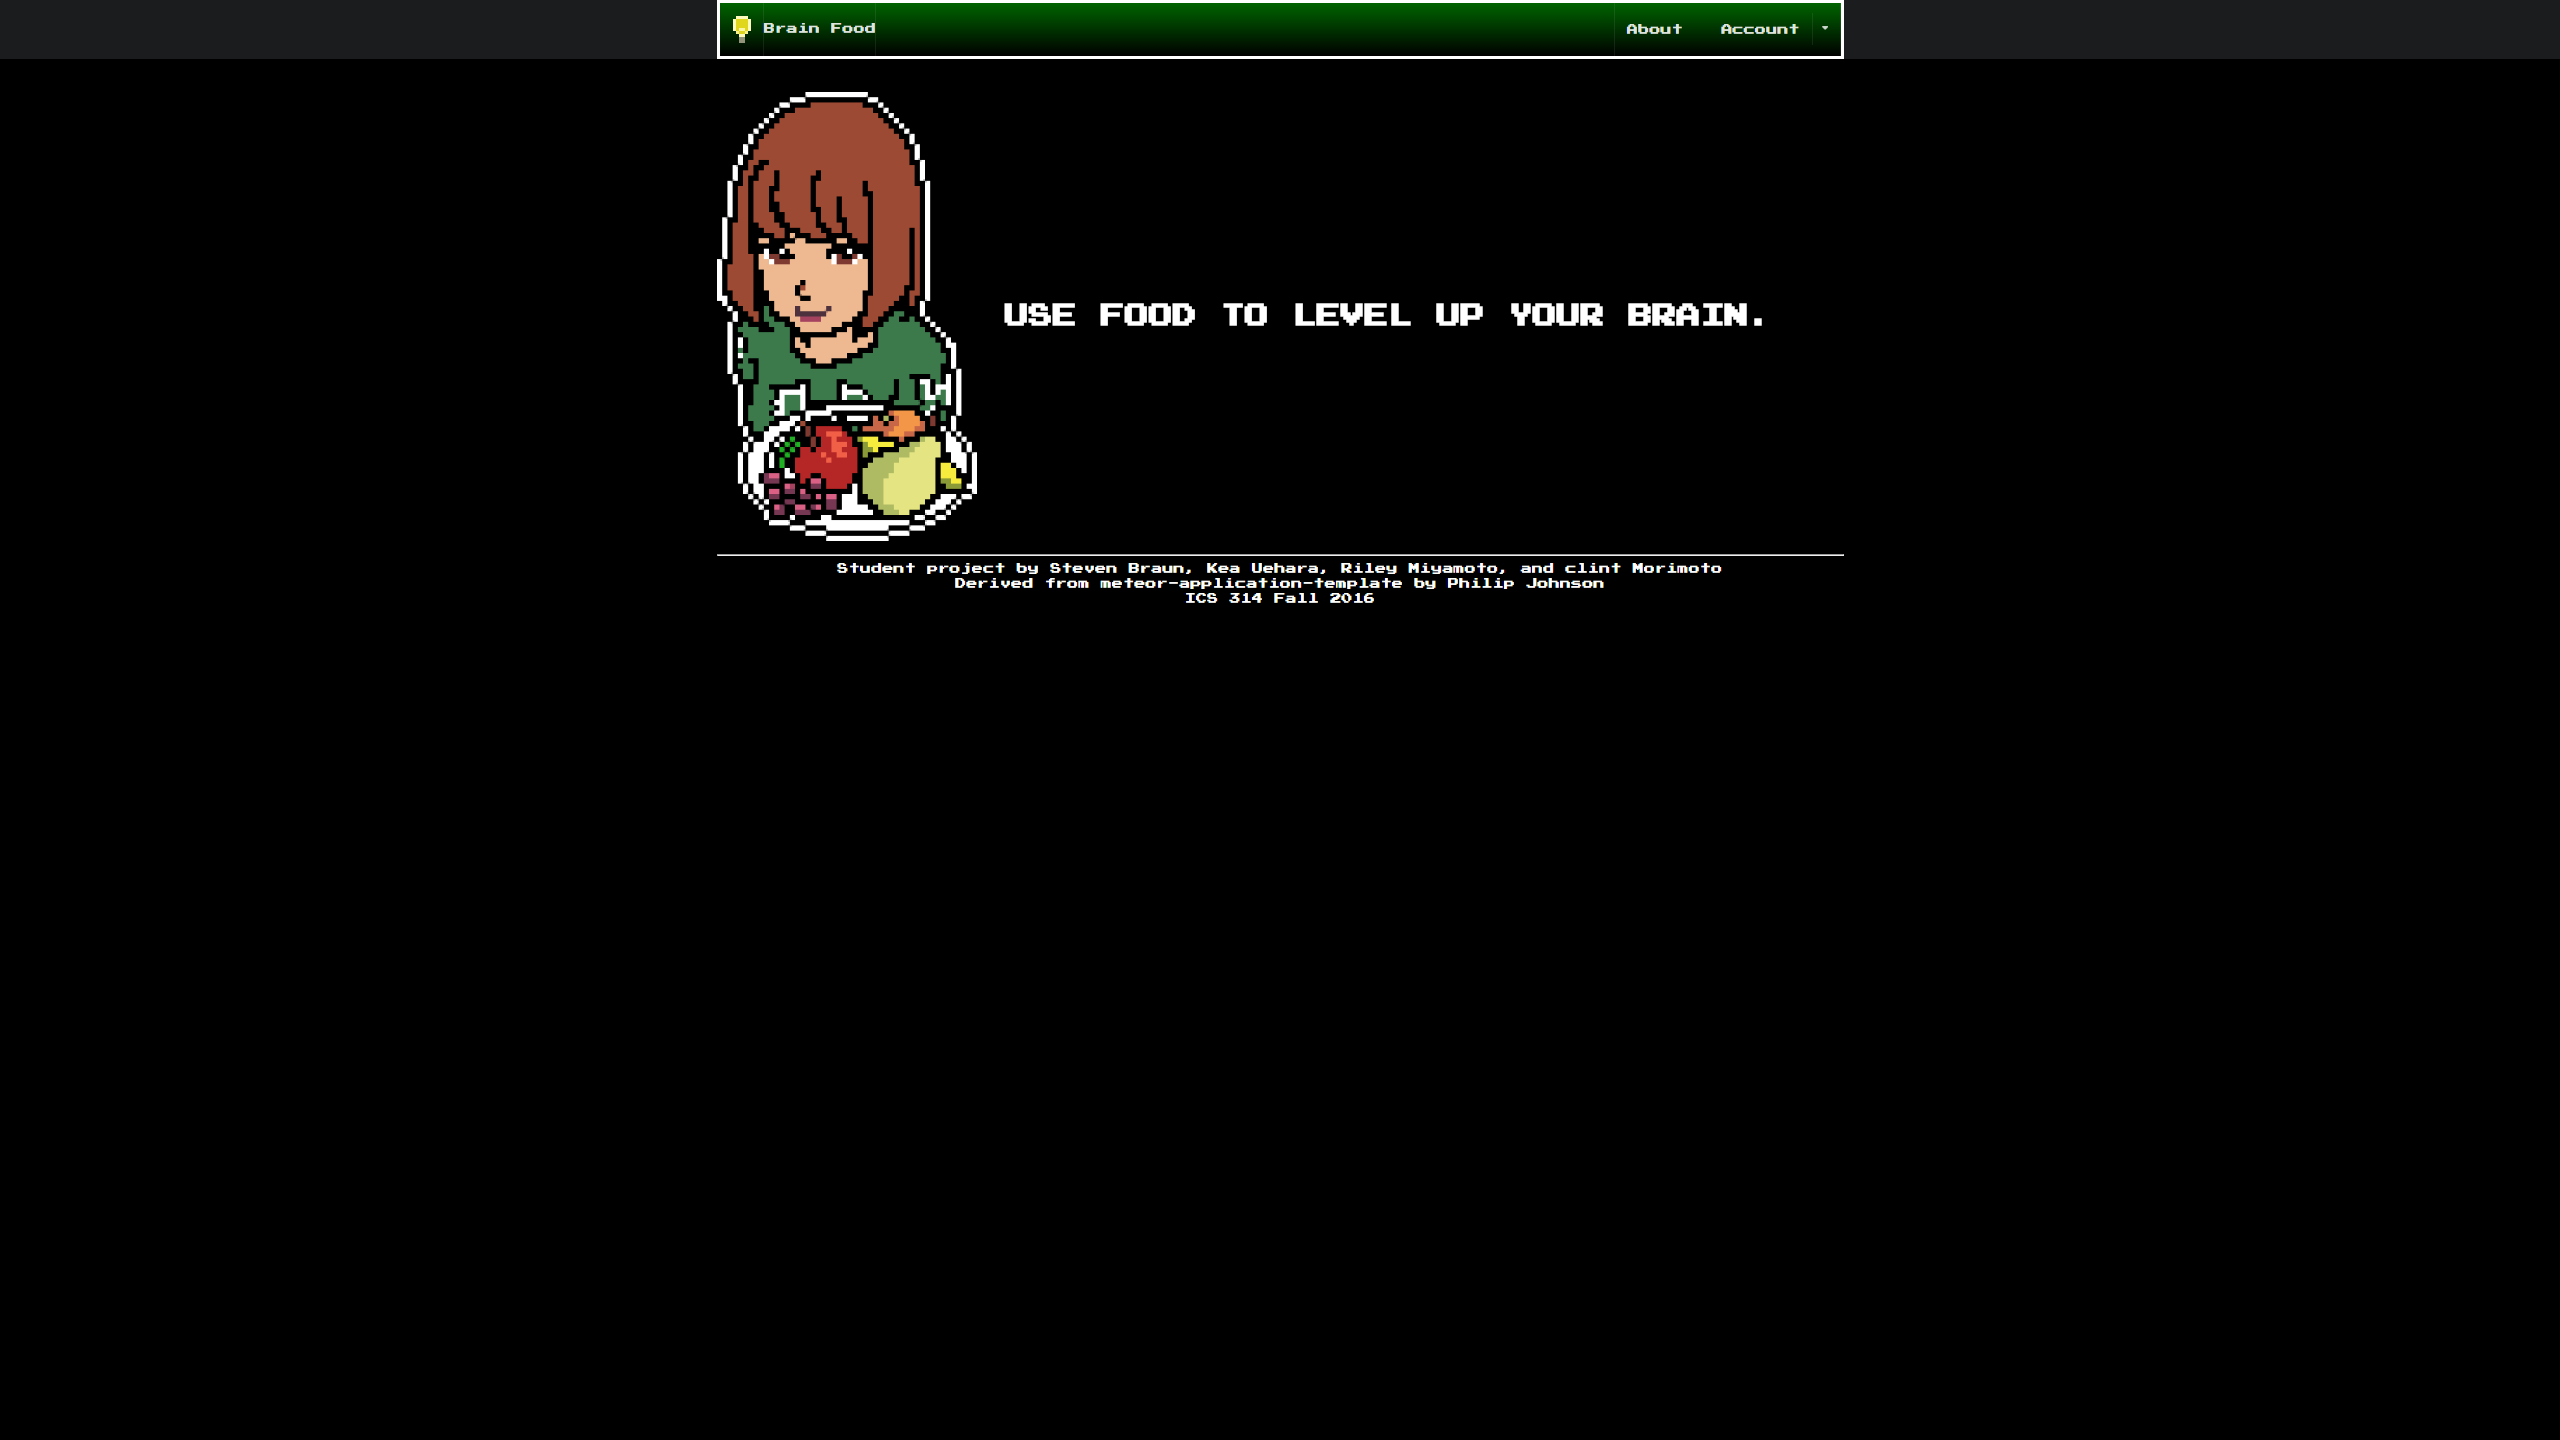 Brain Food
About
Account
USE FOOD TO LEVEL UP YOUR BRAIN.
Student project by Steven Braun, Kea Uehara, Riley Miyamoto, and clint Morimoto
Derived from meteor-application-template by Philip Johnson
ICS 314 Fall 2016